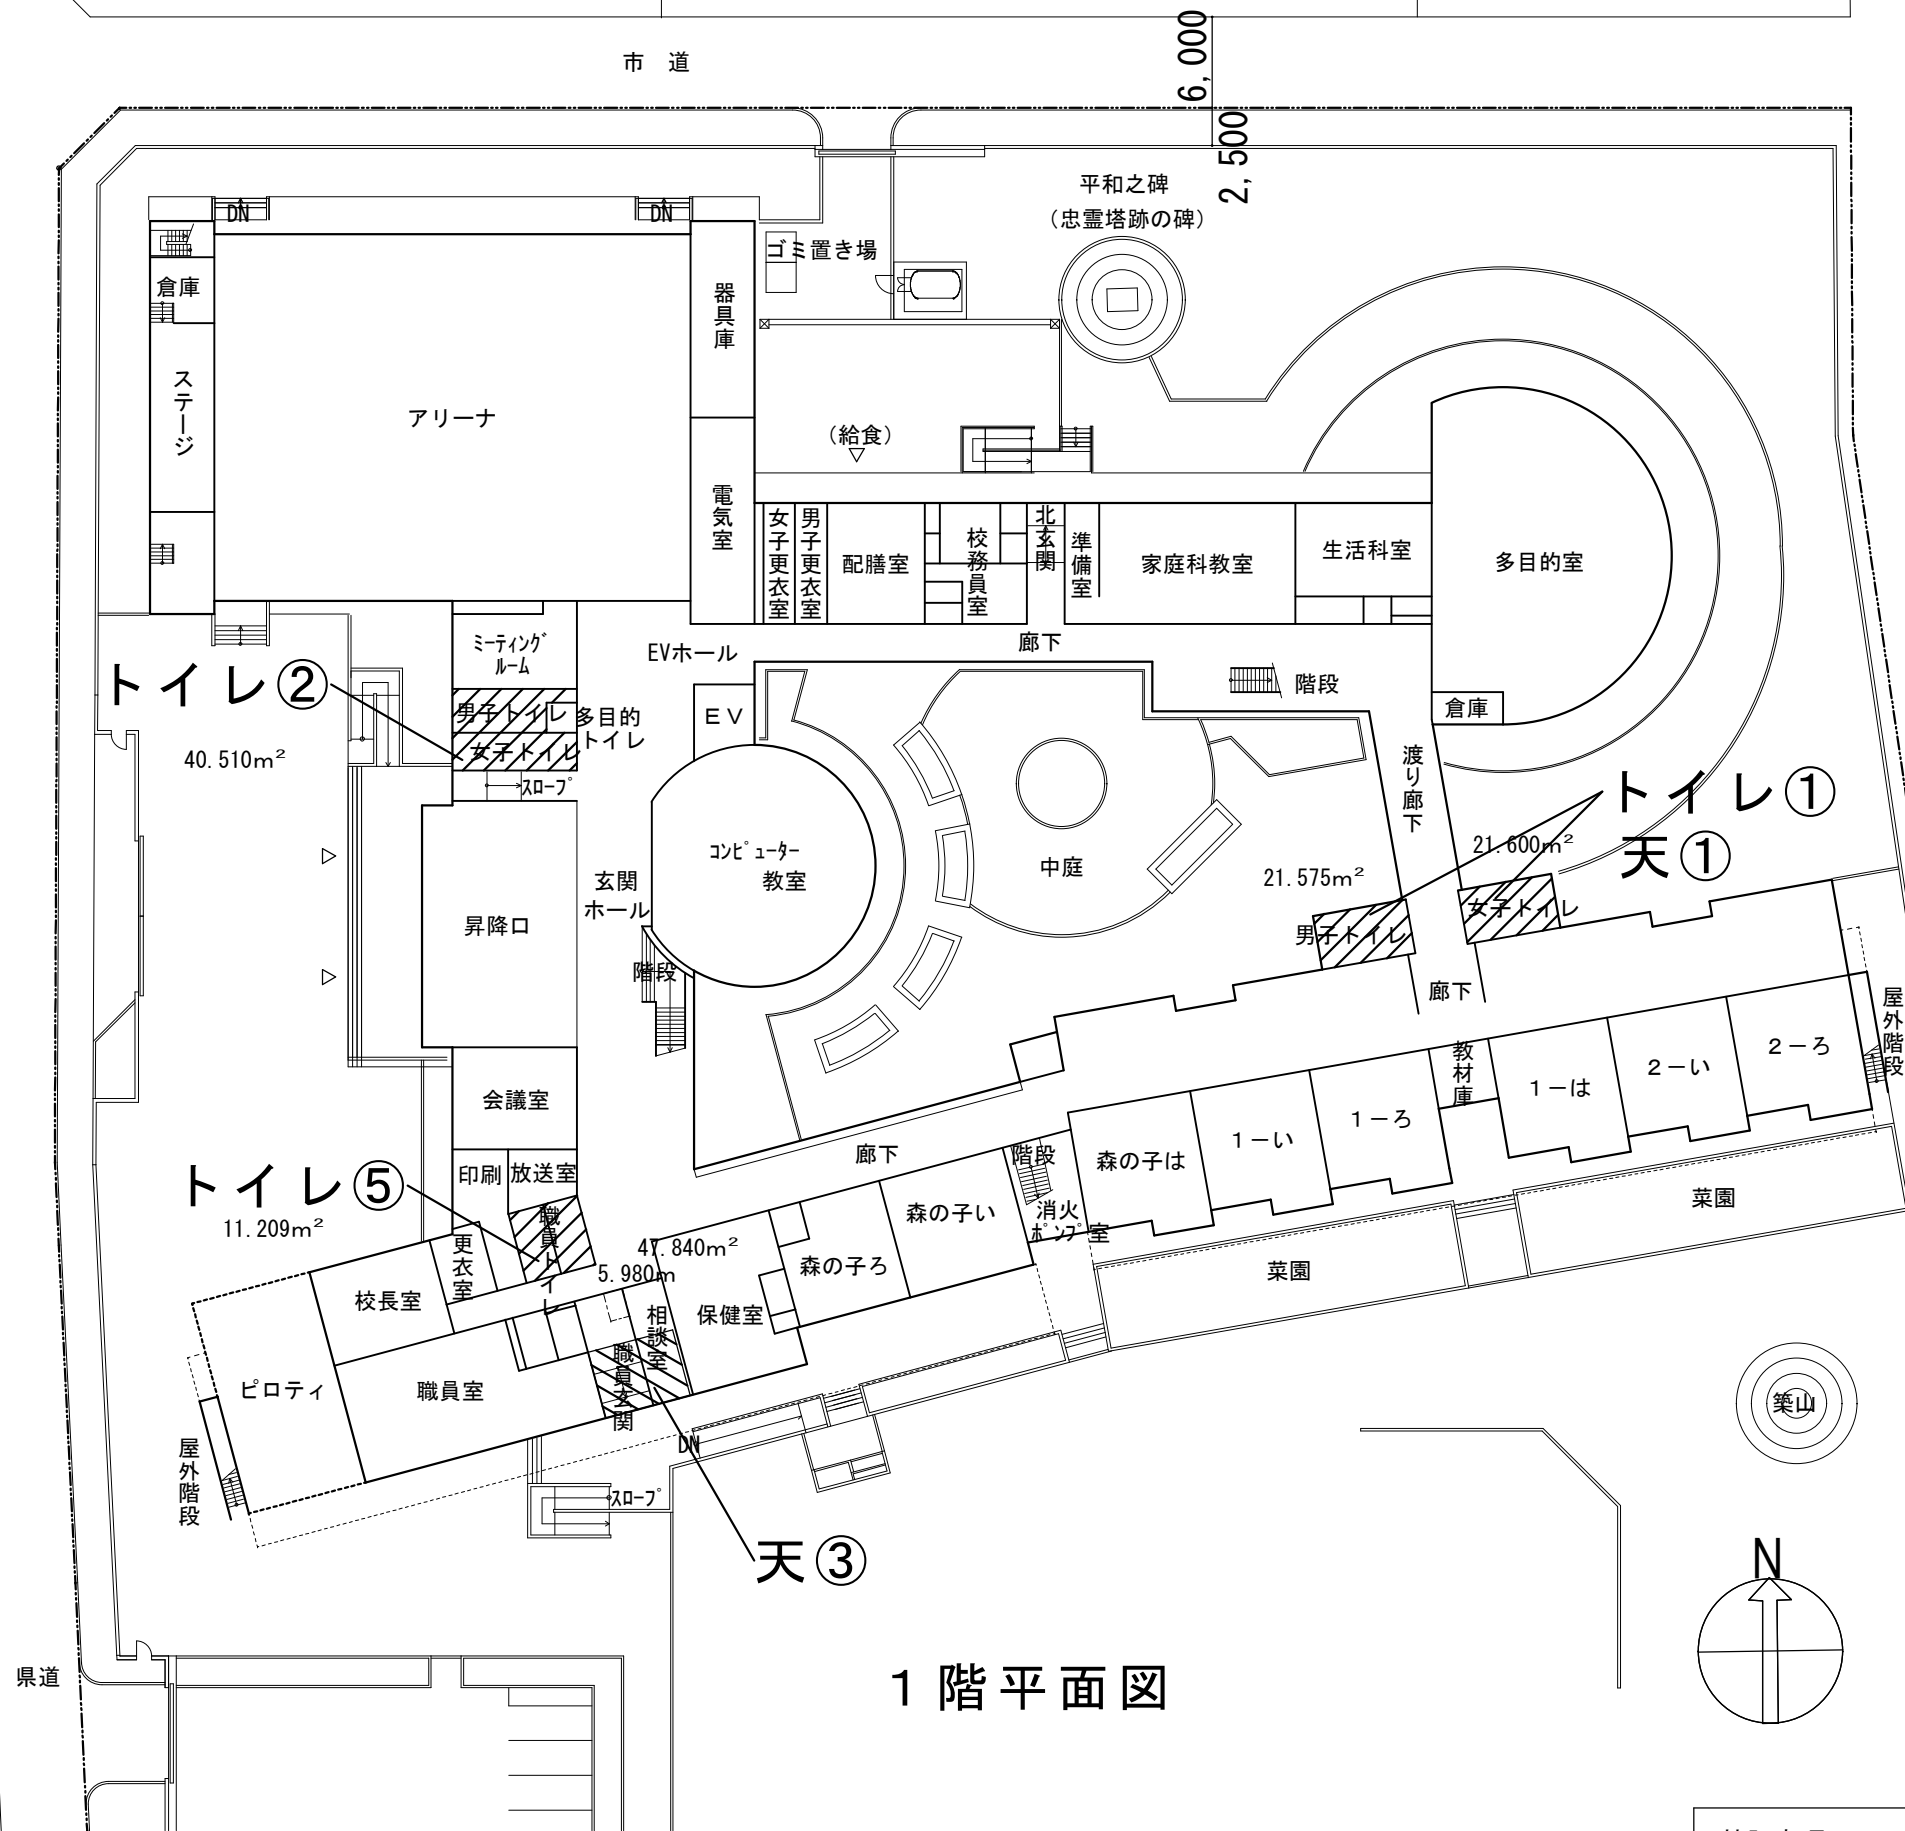 市 道
6,000
2,500
平和之碑
（忠霊塔跡の碑）
DN
DN
ゴミ置き場
倉庫
器具庫
ステージ
アリーナ
（給食）
電気室
女子更衣室
男子更衣室
配膳室
校務員室
北玄関
準備室
家庭科教室
生活科室
多目的室
ミーティング
ルーム
EVホール
廊下
階段
倉庫
トイレ②
男子トイレ
多目的
トイレ
女子トイレ
EV
40.510m²
スロープ
渡り廊下
トイレ①
天①
21.600m²
21.575m²
コンピューター
教室
中庭
玄関
ホール
昇降口
女子トイレ
男子トイレ
階段
廊下
屋外階段
会議室
教材庫
1－は
2－い
2－ろ
廊下
階段
森の子は
1－い
1－ろ
トイレ⑤
印刷
放送室
11.209m²
職員トイレ
更衣室
47.840m²
5.980m
森の子い
森の子ろ
消火
ポンプ室
菜園
菜園
校長室
相談室
保健室
ピロティ
職員室
職員玄関
築山
屋外階段
DN
スロープ
天③
N
県道
1階平面図